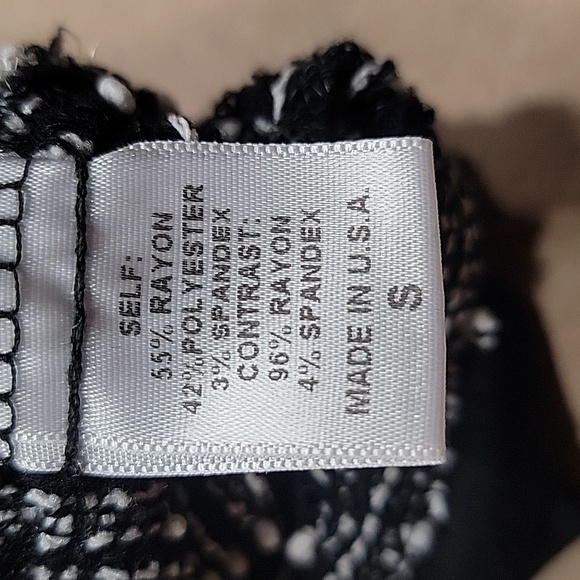 SELF:
55% RAYON
42% POLYESTER
3% SPANDEX
CONTRAST:
96% RAYON
4% SPANDEX
MADE IN U.S.A.
S